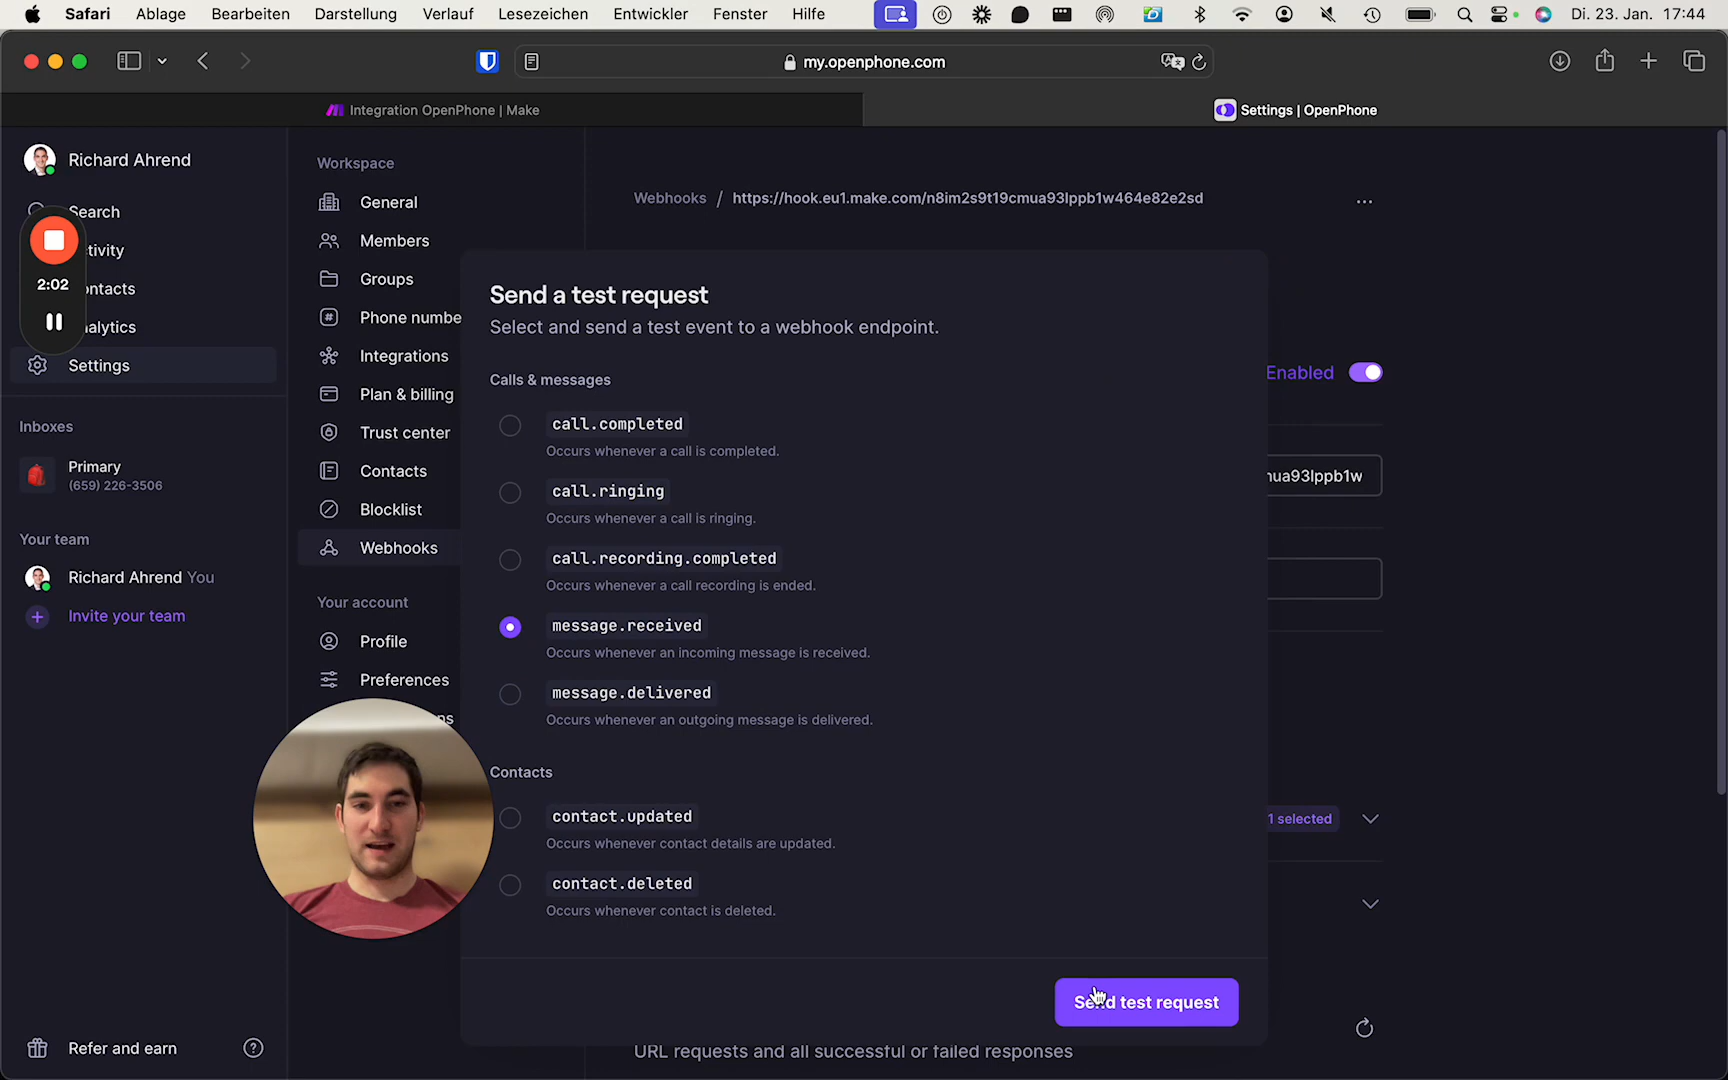 Safari Ablage Bearbeiten Darstellung Verlauf Lesezeichen Entwickler Fenster Hilfe Di. 23. Jan. 17:44
my.openphone.com
Integration OpenPhone | Make
Settings | OpenPhone
Richard Ahrend
Search
tivity
ontacts
alytics
Settings
2:02
Inboxes
Primary
(659) 226-3506
Your team
Richard Ahrend You
Invite your team
Refer and earn
Workspace
General
Members
Groups
Phone numbe
Integrations
Plan & billing
Trust center
Contacts
Blocklist
Webhooks
Your account
Profile
Preferences
ns
Webhooks / https://hook.eu1.make.com/n8im2s9t19cmua93lppb1w464e82e2sd
Enabled
nua93lppb1w
1 selected
Send a test request
Select and send a test event to a webhook endpoint.
Calls & messages
call.completed
Occurs whenever a call is completed.
call.ringing
Occurs whenever a call is ringing.
call.recording.completed
Occurs whenever a call recording is ended.
message.received
Occurs whenever an incoming message is received.
message.delivered
Occurs whenever an outgoing message is delivered.
Contacts
contact.updated
Occurs whenever contact details are updated.
contact.deleted
Occurs whenever contact is deleted.
Send test request
URL requests and all successful or failed responses